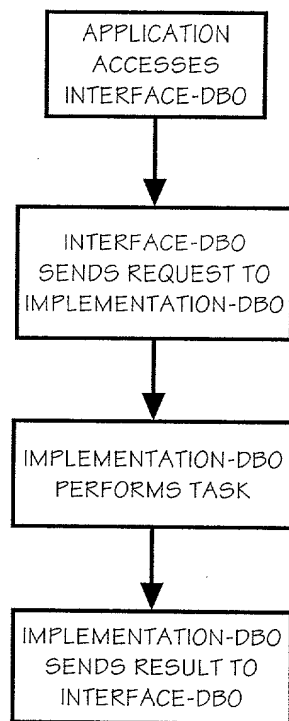 APPLICATION
ACCESSES
INTERFACE-DBO
INTERFACE-DBO
SENDS REQUEST TO
IMPLEMENTATION-DBO
IMPLEMENTATION-DBO
PERFORMS TASK
IMPLEMENTATION-DBO
SENDS RESULT TO
INTERFACE-DBO